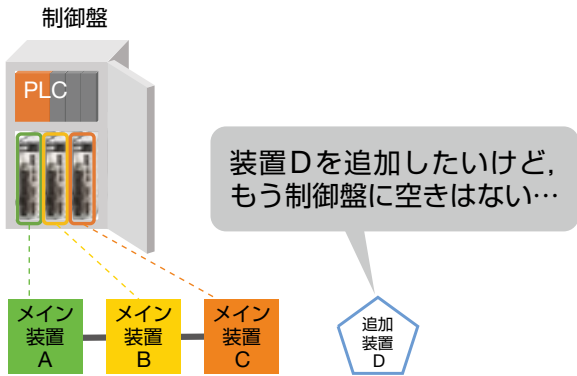 制御盤
PLC
装置Dを追加したいけど,
もう制御盤に空きはない…
メイン
装置
A
メイン
装置
B
メイン
装置
C
追加
装置
D